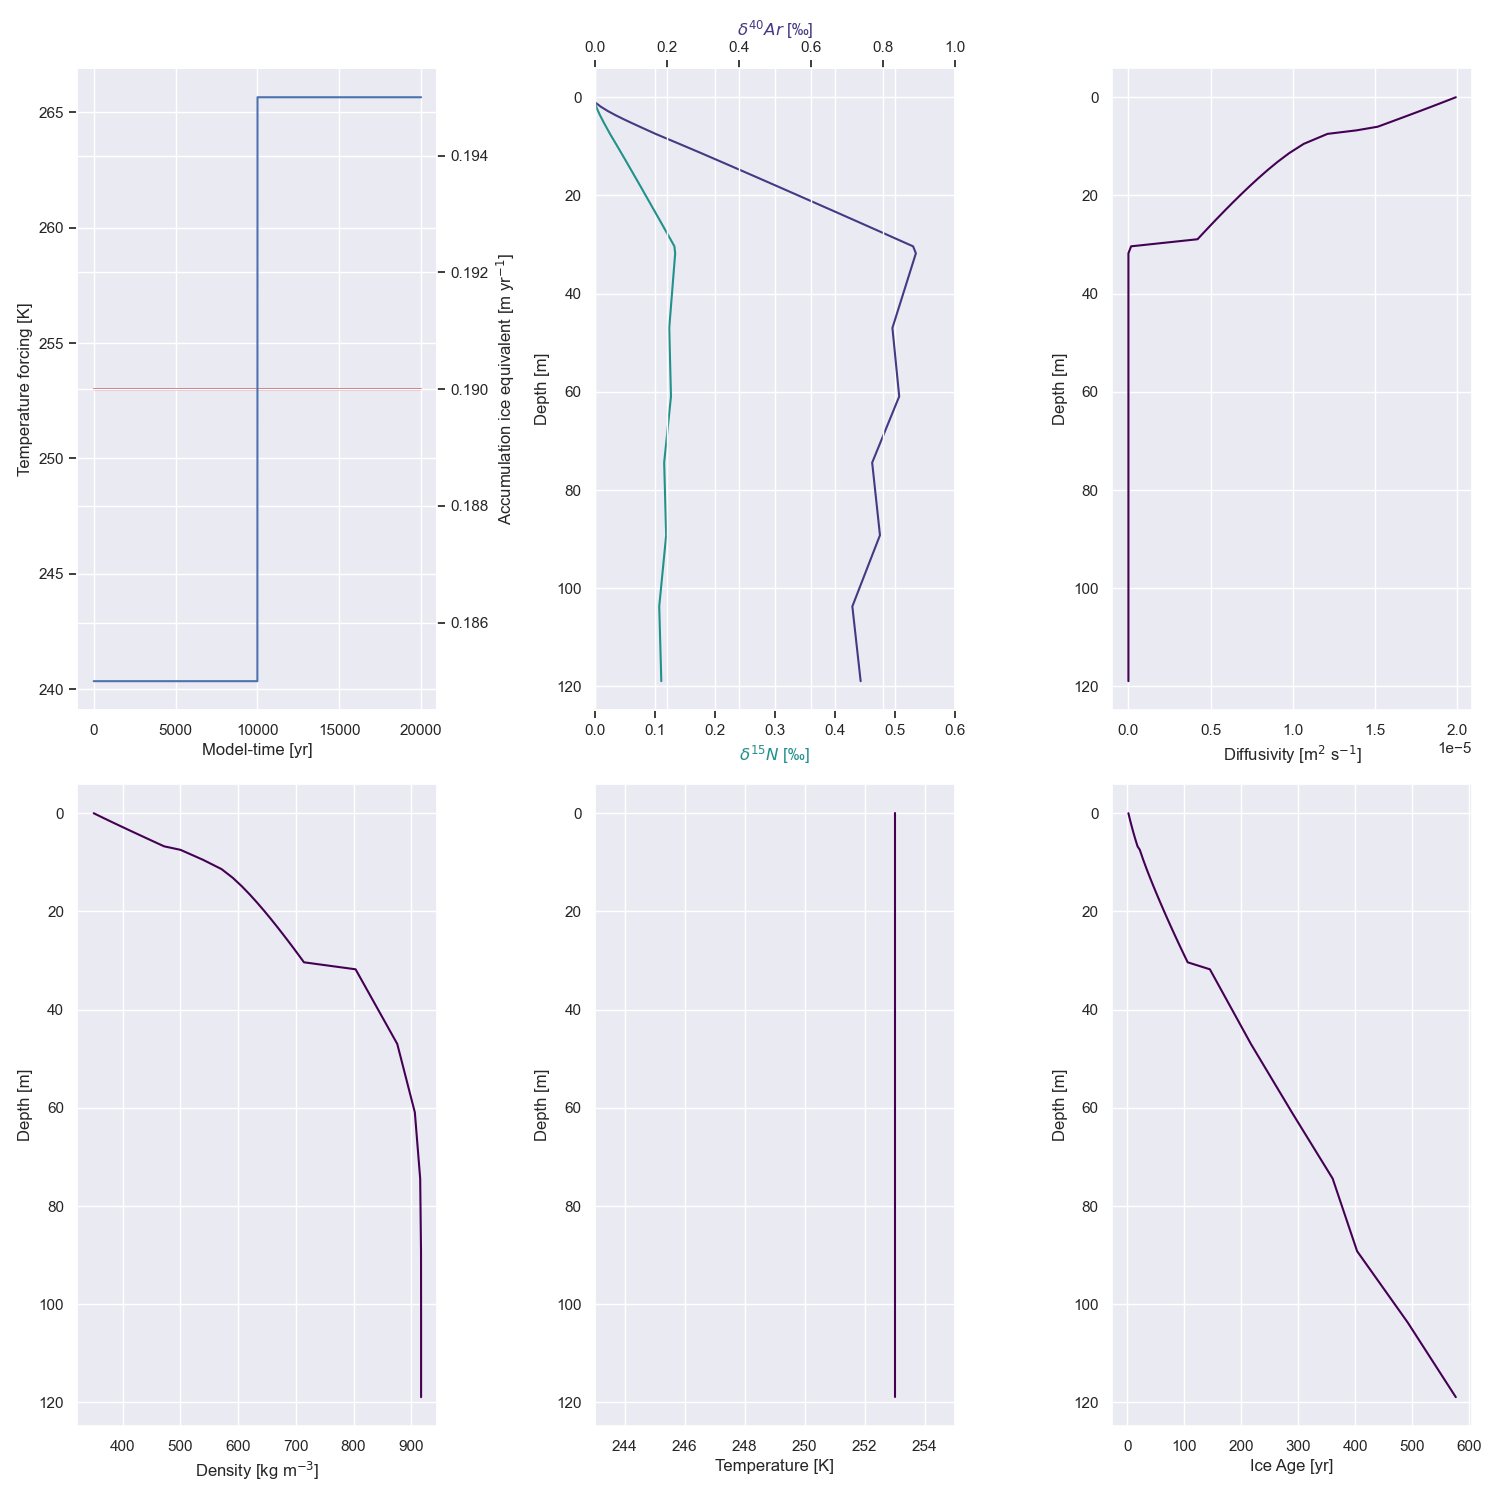 δ⁴⁰Ar [‰]
0.0 0.2 0.4 0.6 0.8 1.0
265
260
255
250
245
240
Temperature forcing [K]
0 5000 10000 15000 20000
Model-time [yr]
0.194
0.192
0.190
0.188
0.186
Accumulation ice equivalent [m yr⁻¹]
0
20
40
60
80
100
120
Depth [m]
0.0 0.1 0.2 0.3 0.4 0.5 0.6
δ¹⁵N [‰]
0
20
40
60
80
100
120
Depth [m]
0.0 0.5 1.0 1.5 2.0
1e−5
Diffusivity [m² s⁻¹]
0
20
40
60
80
100
120
Depth [m]
400 500 600 700 800 900
Density [kg m⁻³]
0
20
40
60
80
100
120
Depth [m]
244 246 248 250 252 254
Temperature [K]
0
20
40
60
80
100
120
Depth [m]
0 100 200 300 400 500 600
Ice Age [yr]